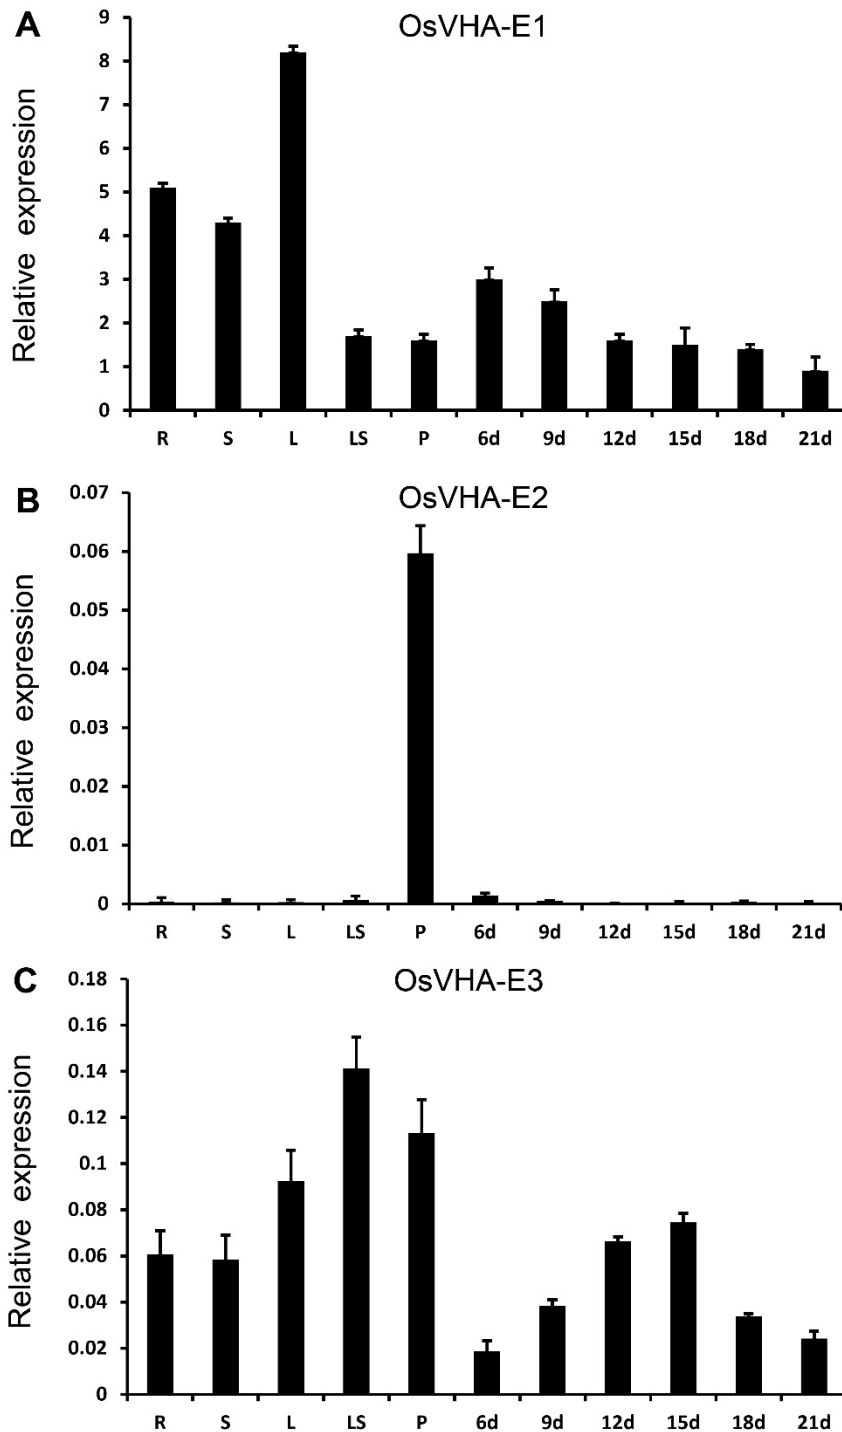 A
OsVHA-E1
Relative expression
9
8
7
6
5
4
3
2
1
0
R S L LS P 6d 9d 12d 15d 18d 21d
B
OsVHA-E2
Relative expression
0.07
0.06
0.05
0.04
0.03
0.02
0.01
0
R S L LS P 6d 9d 12d 15d 18d 21d
C
OsVHA-E3
Relative expression
0.18
0.16
0.14
0.12
0.1
0.08
0.06
0.04
0.02
0
R S L LS P 6d 9d 12d 15d 18d 21d